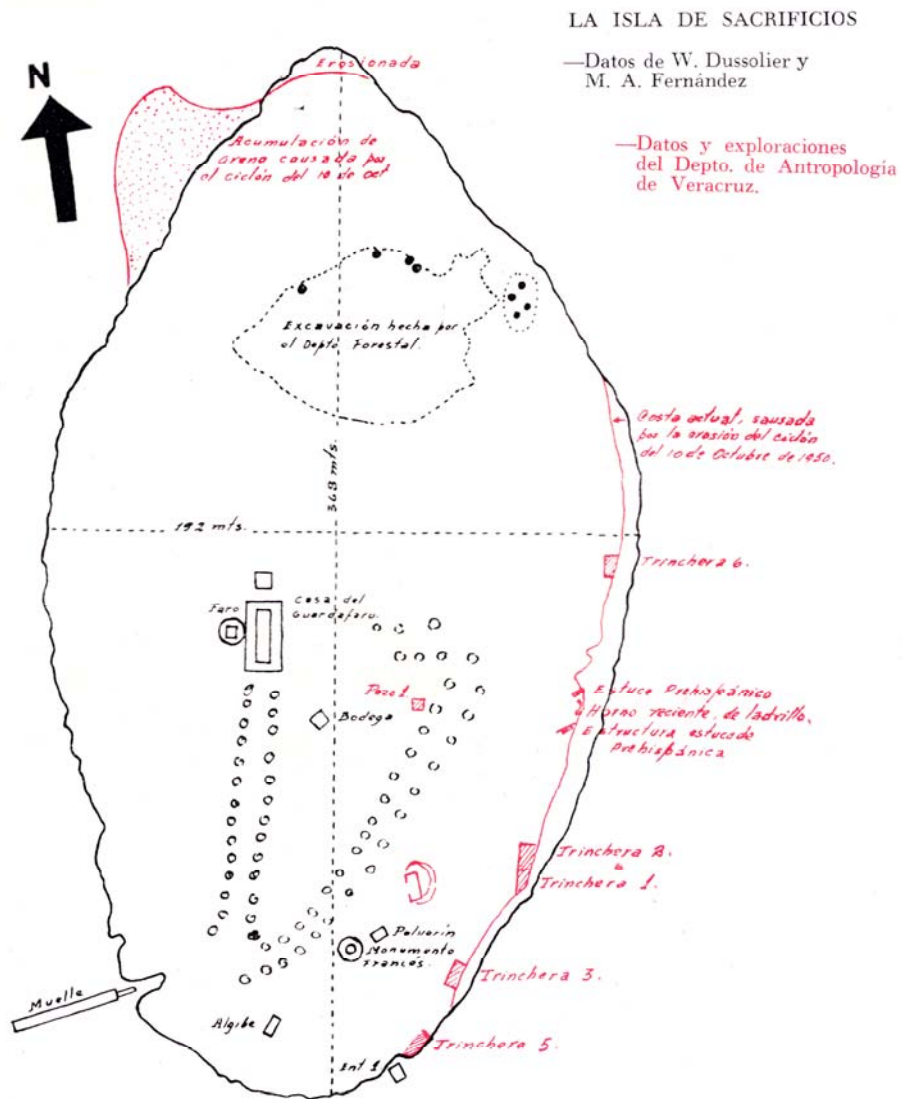 LA ISLA DE SACRIFICIOS
—Datos de W. Dussolier y
M. A. Fernández
—Datos y exploraciones
del Depto. de Antropología
de Veracruz.
N
Erosionada
Acumulación de
arena causada por
el ciclón del 10 de Oct
Excavación hecha por
el Depto Forestal.
Costa actual, causada
por la erosión del ciclón
del 10 de Octubre de 1950.
368 mts.
192 mts.
Trinchera 6.
Faro
Casa del
Guardafaro.
Pozo 1
Bodega
Estuco Prehispánico
Horno reciente, de ladrillo.
Estructura estucada
Prehispánica
Trinchera 2.
Trinchera 1.
Polvorín
Monumento
Francés.
Trinchera 3.
Muelle
Algibe
Trinchera 5.
Ent. 1